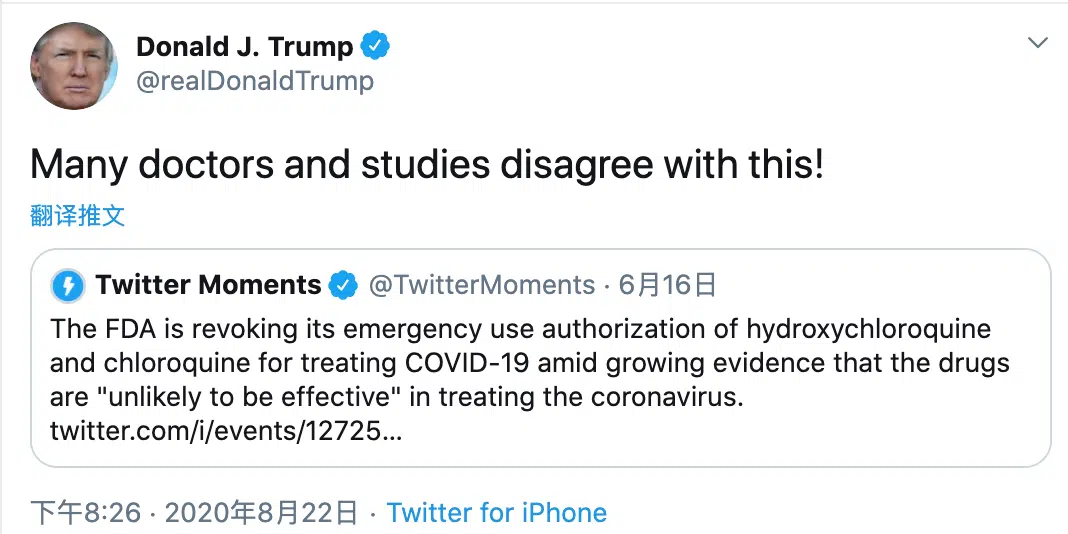 Donald J. Trump
@realDonaldTrump
Many doctors and studies disagree with this!
翻译推文
Twitter Moments @TwitterMoments · 6月16日
The FDA is revoking its emergency use authorization of hydroxychloroquine
and chloroquine for treating COVID-19 amid growing evidence that the drugs
are "unlikely to be effective" in treating the coronavirus.
twitter.com/i/events/12725...
下午8:26 · 2020年8月22日 · Twitter for iPhone